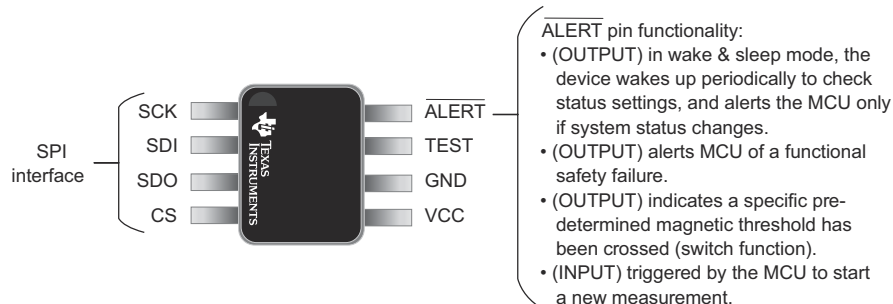 SPI
interface
SCK
SDI
SDO
CS
TEXAS
INSTRUMENTS
ALERT
TEST
GND
VCC
ALERT pin functionality:
• (OUTPUT) in wake & sleep mode, the
device wakes up periodically to check
status settings, and alerts the MCU only
if system status changes.
• (OUTPUT) alerts MCU of a functional
safety failure.
• (OUTPUT) indicates a specific pre-
determined magnetic threshold has
been crossed (switch function).
• (INPUT) triggered by the MCU to start
a new measurement.